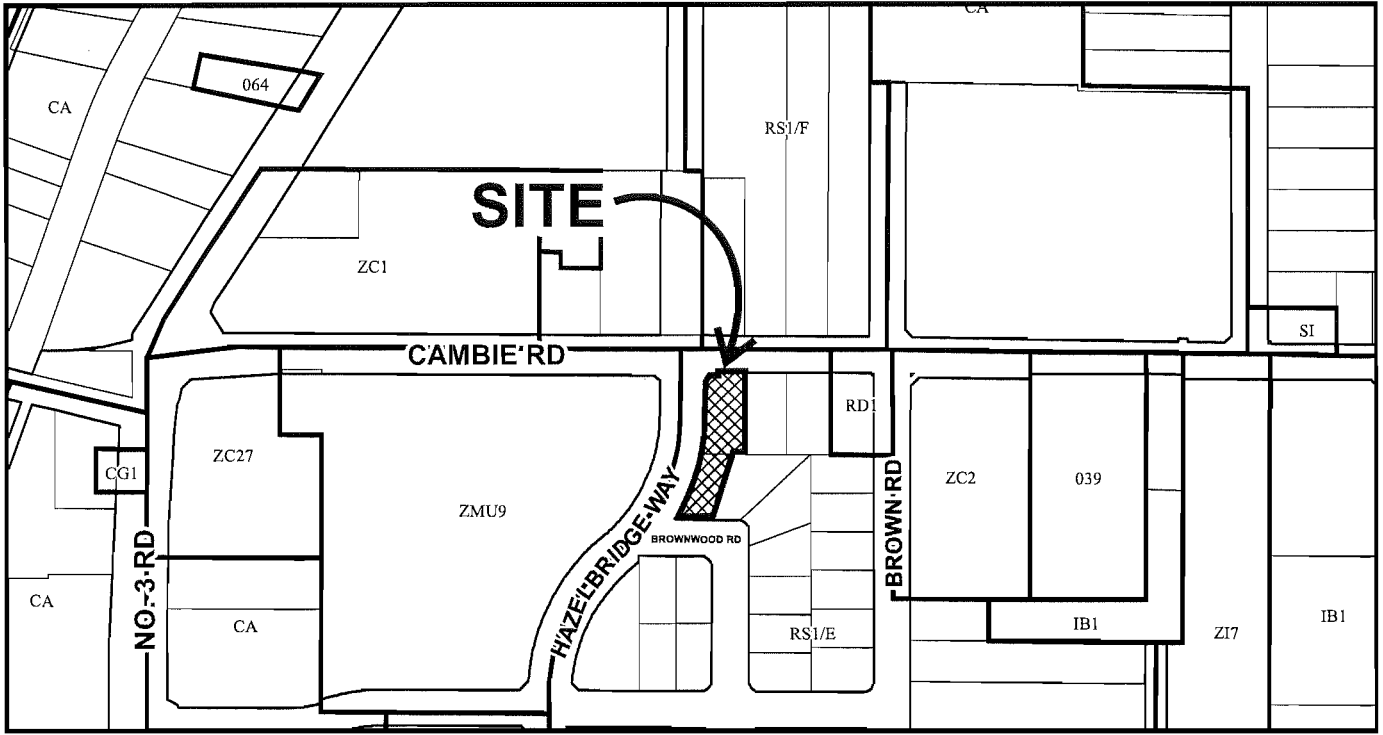 CA
064
CA
RS1/F
SITE
ZC1
SI
CAMBIE RD
RD1
ZC27
CG1
ZMU9
HAZELBRIDGE WAY
BROWNWOOD RD
BROWN RD
ZC2
039
NO. 3 RD
CA
CA
RS1/E
IB1
ZI7
IB1